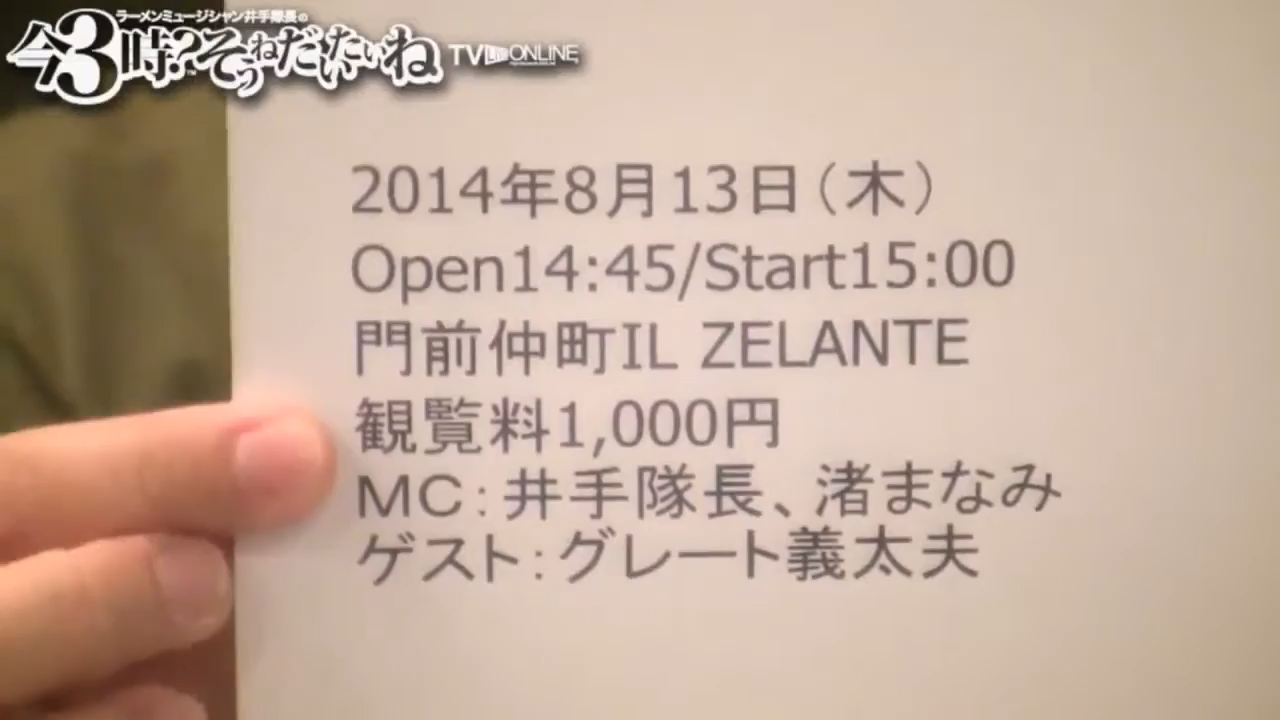 ラーメンミュージシャン井手隊長の
今3時?そうねだいたいね
TV LIVE ONLINE
2014年8月13日（木）
Open14:45/Start15:00
門前仲町IL ZELANTE
観覧料1,000円
MC：井手隊長、渚まなみ
ゲスト：グレート義太夫